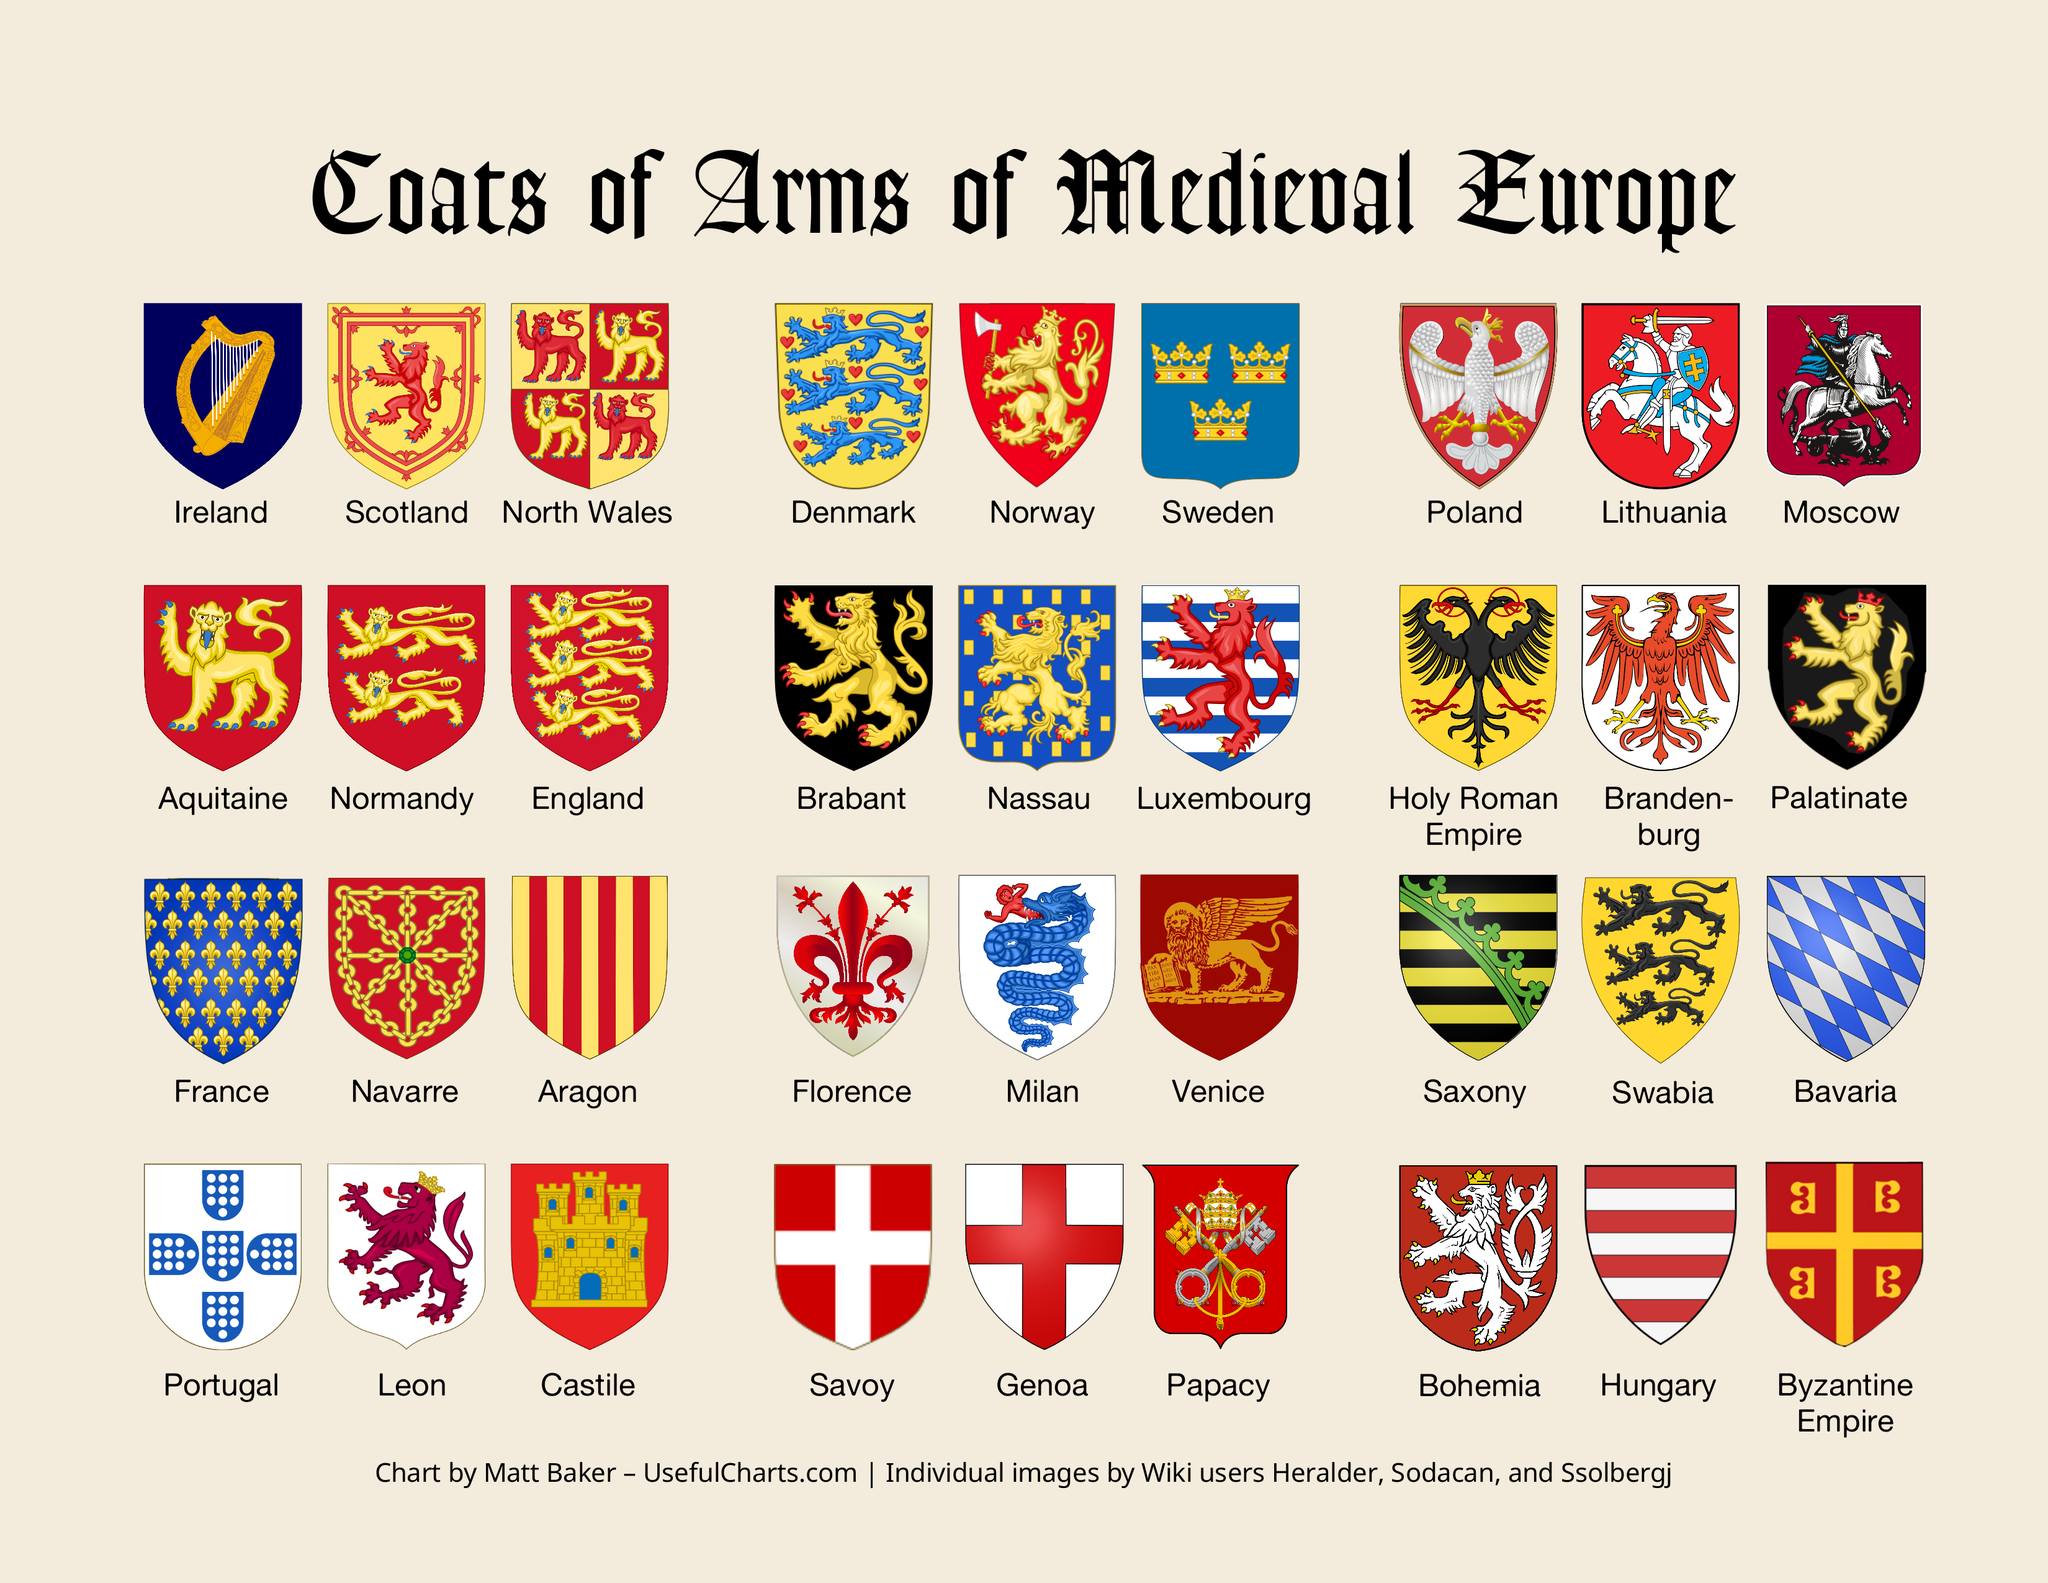 Coats of Arms of Medieval Europe
Ireland Scotland North Wales Denmark Norway Sweden Poland Lithuania Moscow
Aquitaine Normandy England Brabant Nassau Luxembourg Holy Roman Empire Branden-burg Palatinate
France Navarre Aragon Florence Milan Venice Saxony Swabia Bavaria
Portugal Leon Castile Savoy Genoa Papacy Bohemia Hungary Byzantine Empire
Chart by Matt Baker – UsefulCharts.com | Individual images by Wiki users Heralder, Sodacan, and Ssolbergj